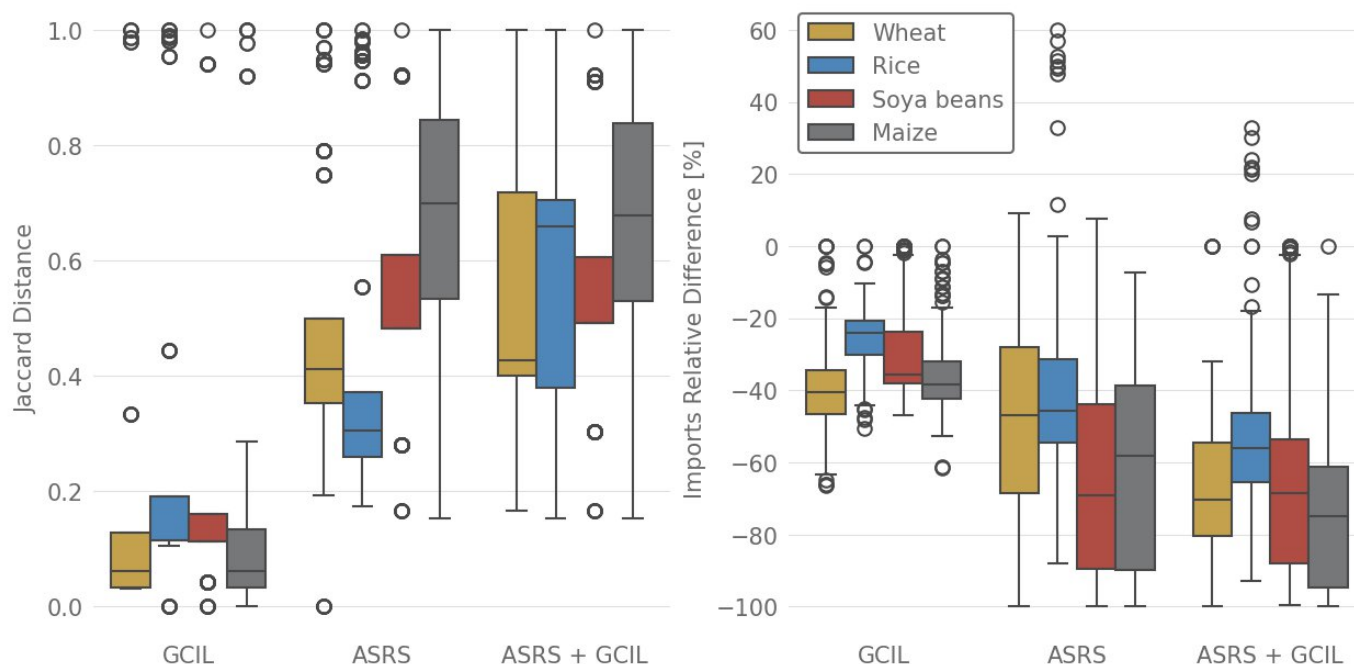 Jaccard Distance
1.0
0.8
0.6
0.4
0.2
0.0
GCIL
ASRS
ASRS + GCIL
Imports Relative Difference [%]
60
40
20
0
−20
−40
−60
−80
−100
Wheat
Rice
Soya beans
Maize
GCIL
ASRS
ASRS + GCIL